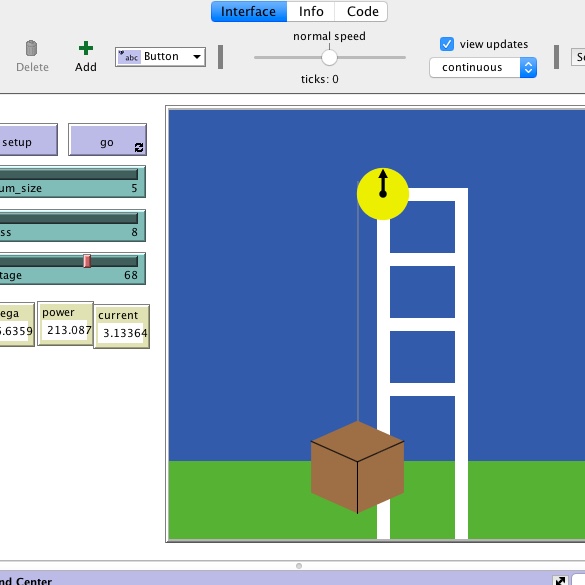 Interface Info Code
normal speed
Delete Add abc Button view updates
continuous
ticks: 0
setup go
um_size 5
ss 8
tage 68
ega power current
.6359 213.087 3.13364
nd Center